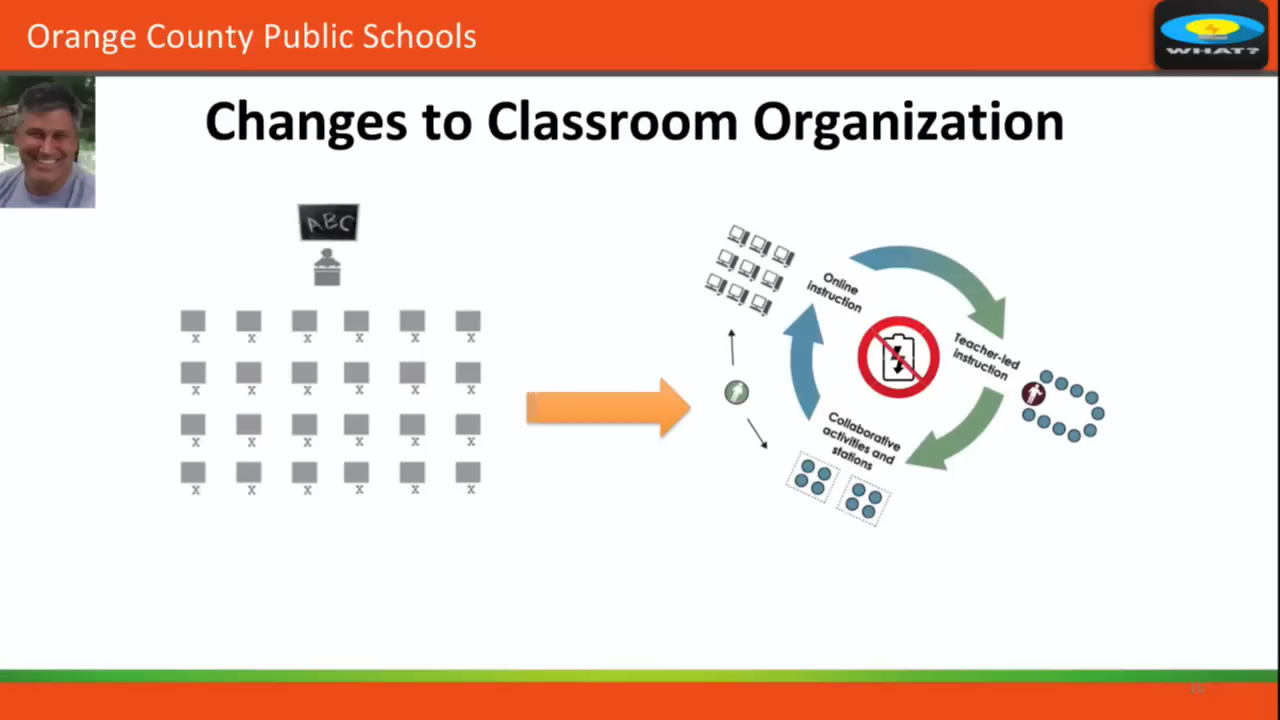 Orange County Public Schools
WHAT?
Changes to Classroom Organization
ABC
x x x x x x
x x x x x x
x x x x x x
x x x x x x
Online
instruction
Teacher-led
instruction
Collaborative
activities and
stations